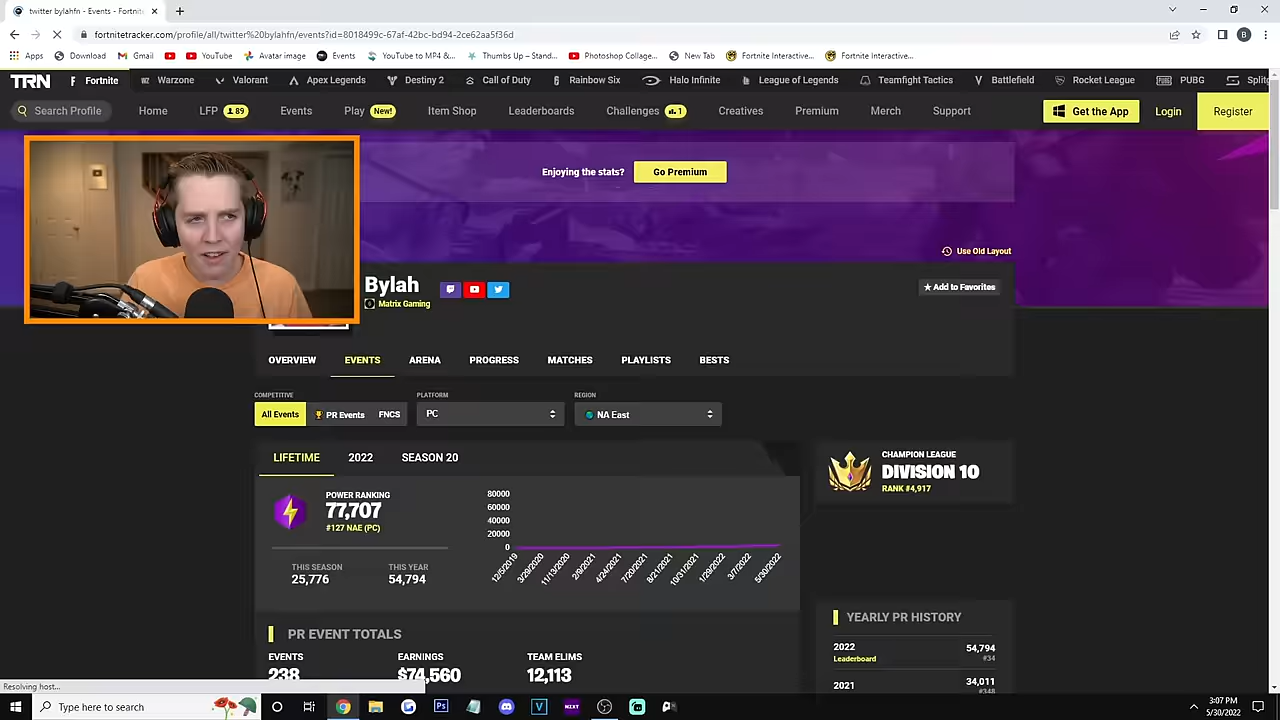 twitter bylahfn - Events - Fortni
fortnitetracker.com/profile/all/twitter%20bylahfn/events?id=8018499c-67af-42bc-bd94-2ce62aa5f36d
B
Apps Download Gmail YouTube Avatar image Events YouTube to MP4 &... Thumbs Up – Stand... Photoshop Collage... New Tab Fortnite Interactive... Fortnite Interactive...
TRN Fortnite Warzone Valorant Apex Legends Destiny 2 Call of Duty Rainbow Six Halo Infinite League of Legends Teamfight Tactics Battlefield Rocket League PUBG Splitg
Search Profile Home LFP 89 Events Play New! Item Shop Leaderboards Challenges 1 Creatives Premium Merch Support Get the App Login Register
Enjoying the stats? Go Premium
Use Old Layout
Bylah
Matrix Gaming
★ Add to Favorites
OVERVIEW EVENTS ARENA PROGRESS MATCHES PLAYLISTS BESTS
COMPETITIVE PLATFORM REGION
All Events PR Events FNCS PC NA East
LIFETIME 2022 SEASON 20
CHAMPION LEAGUE
DIVISION 10
RANK #4,917
POWER RANKING
77,707
#127 NAE (PC)
THIS SEASON THIS YEAR
25,776 54,794
80000
60000
40000
20000
0
12/5/2019 3/29/2020 11/13/2020 2/8/2021 4/24/2021 7/20/2021 8/21/2021 10/31/2021 1/29/2022 3/7/2022 5/30/2022
PR EVENT TOTALS
EVENTS EARNINGS TEAM ELIMS
238 $74,560 12,113
YEARLY PR HISTORY
2022 54,794
Leaderboard #34
2021 34,011
#348
Resolving host...
Type here to search
3:07 PM
5/30/2022